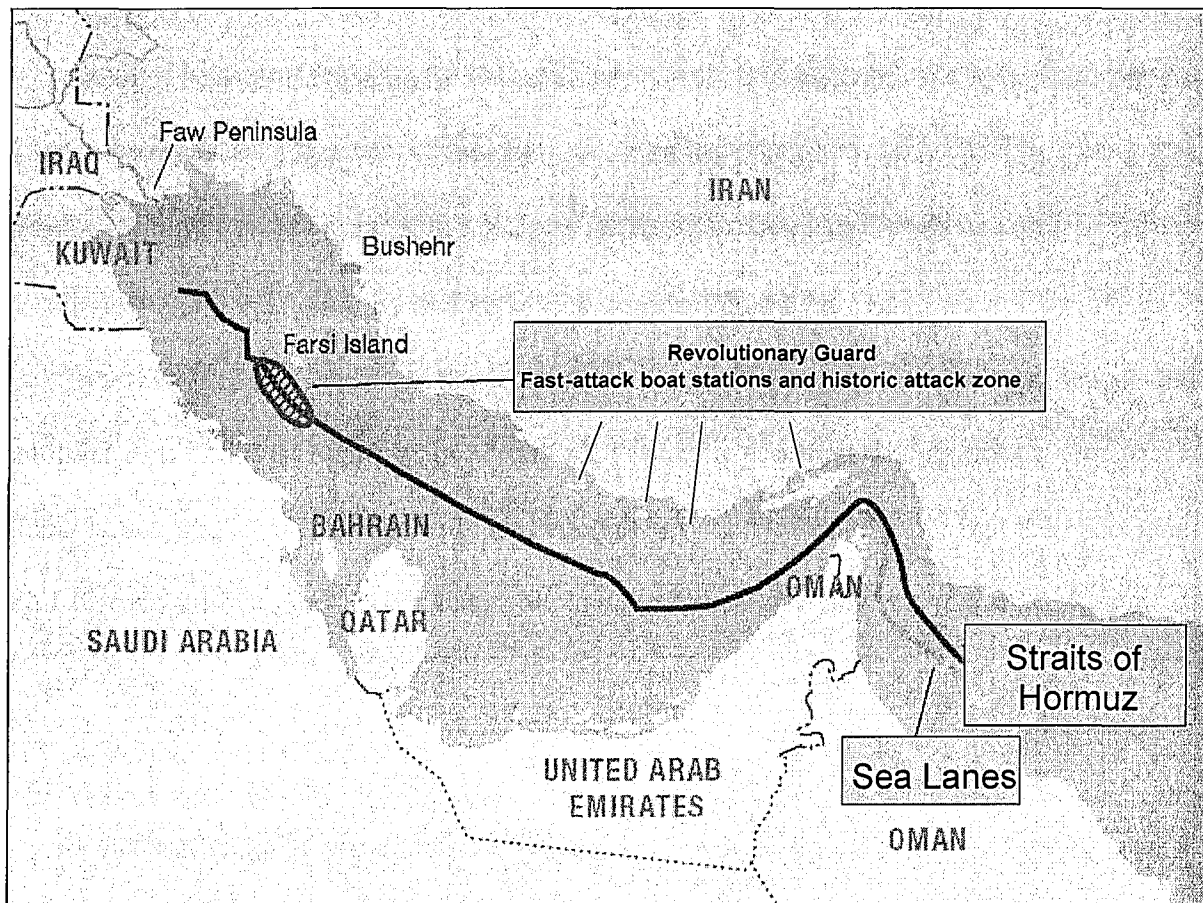 Faw Peninsula
IRAQ
IRAN
KUWAIT
Bushehr
Farsi Island
Revolutionary Guard
Fast-attack boat stations and historic attack zone
BAHRAIN
OMAN
QATAR
SAUDI ARABIA
Straits of
Hormuz
UNITED ARAB
EMIRATES
Sea Lanes
OMAN